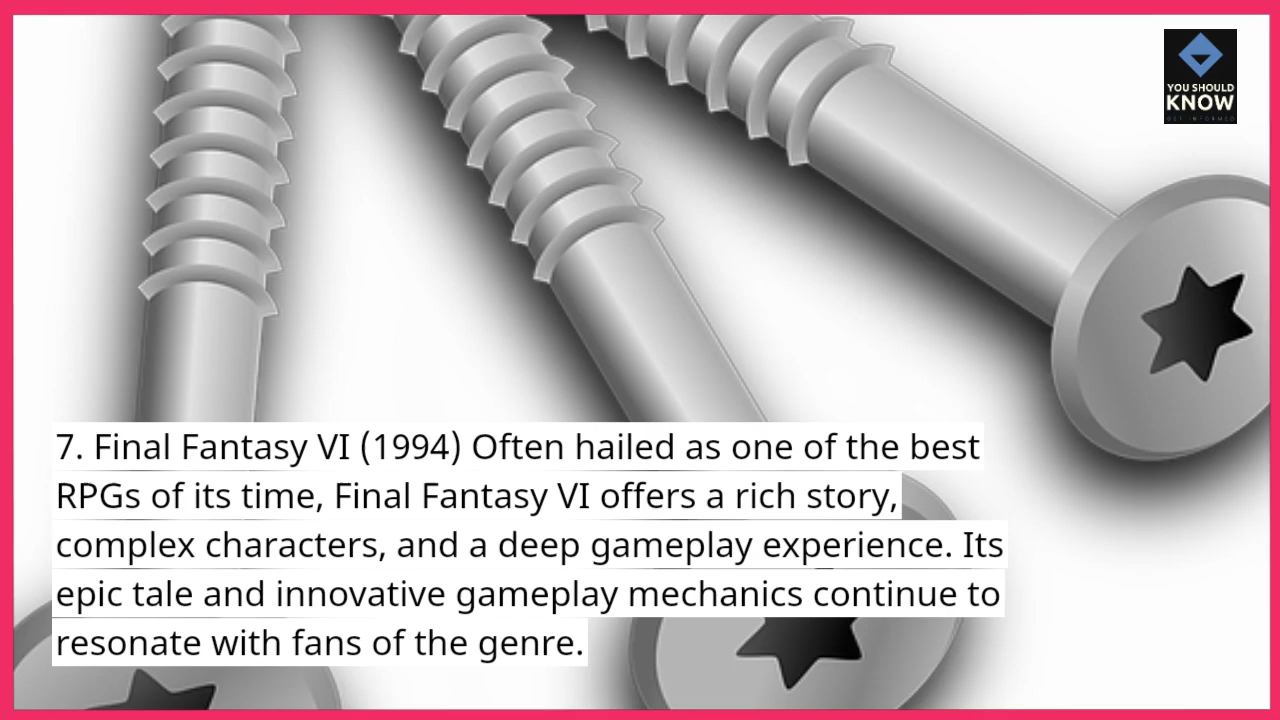 YOU SHOULD
KNOW
GET INFORMED
7. Final Fantasy VI (1994) Often hailed as one of the best
RPGs of its time, Final Fantasy VI offers a rich story,
complex characters, and a deep gameplay experience. Its
epic tale and innovative gameplay mechanics continue to
resonate with fans of the genre.